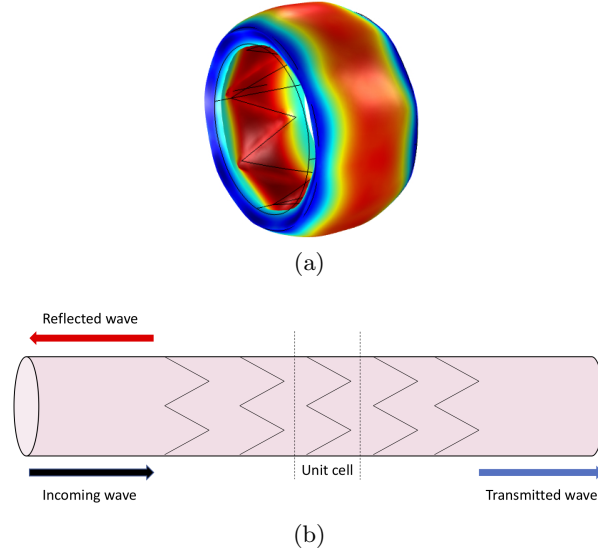 (a)
Reflected wave
Unit cell
Incoming wave
Transmitted wave
(b)